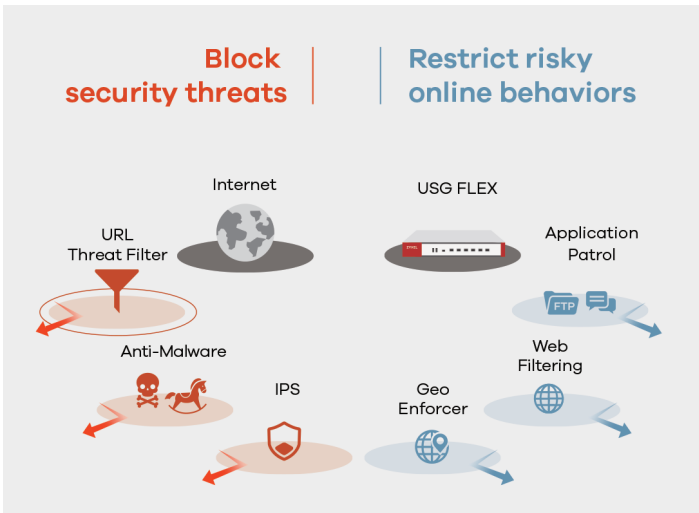 Block
security threats
Restrict risky
online behaviors
Internet
USG FLEX
URL
Threat Filter
Application
Patrol
FTP
Anti-Malware
Web
Filtering
IPS
Geo
Enforcer